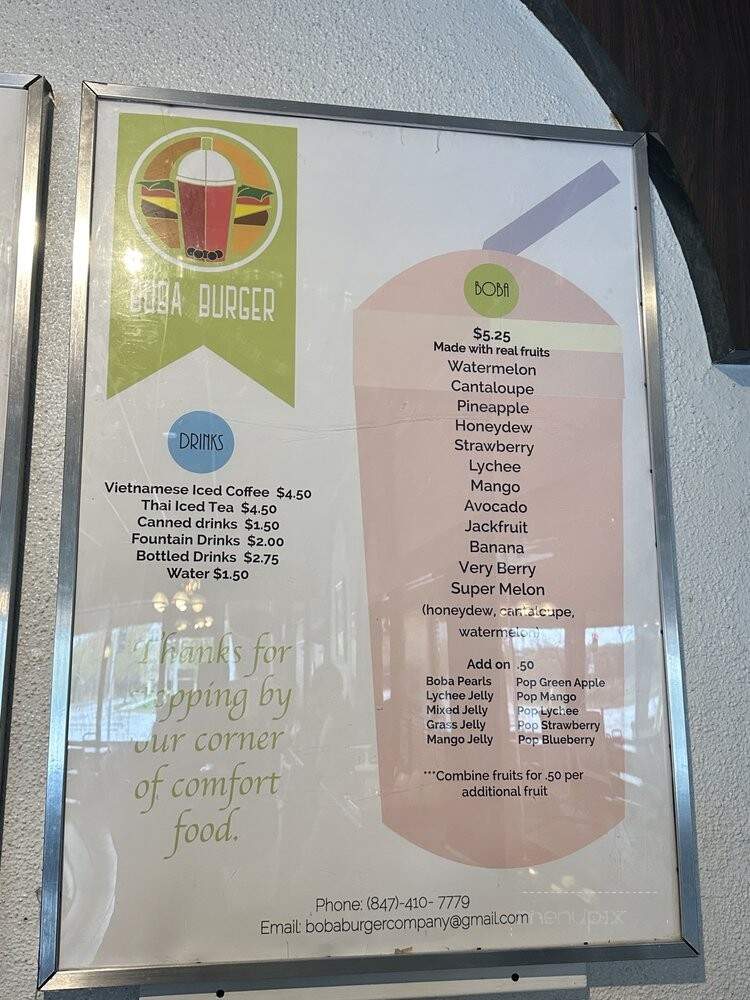 BOBA BURGER
DRINKS
Vietnamese Iced Coffee $4.50
Thai Iced Tea $4.50
Canned drinks $1.50
Fountain Drinks $2.00
Bottled Drinks $2.75
Water $1.50
Thanks for
stopping by
our corner
of comfort
food.
BOBA
$5.25
Made with real fruits
Watermelon
Cantaloupe
Pineapple
Honeydew
Strawberry
Lychee
Mango
Avocado
Jackfruit
Banana
Very Berry
Super Melon
(honeydew, cantaloupe,
watermelon)
Add on .50
Boba Pearls Pop Green Apple
Lychee Jelly Pop Mango
Mixed Jelly Pop Lychee
Grass Jelly Pop Strawberry
Mango Jelly Pop Blueberry
***Combine fruits for .50 per
additional fruit
Phone: (847)-410- 7779
Email: bobaburgercompany@gmail.com
menupix